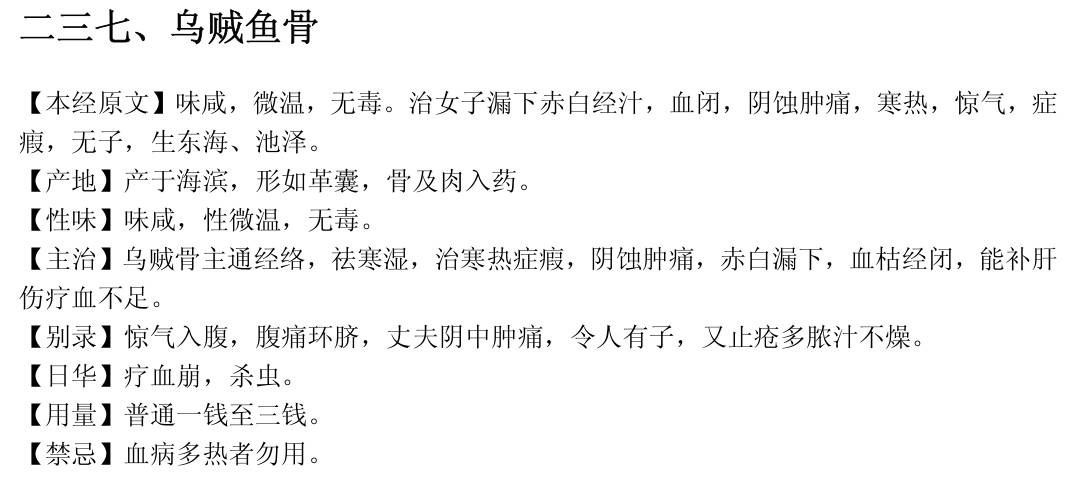 二三七、乌贼鱼骨
【本经原文】味咸，微温，无毒。治女子漏下赤白经汁，血闭，阴蚀肿痛，寒热，惊气，症
瘕，无子，生东海、池泽。
【产地】产于海滨，形如革囊，骨及肉入药。
【性味】味咸，性微温，无毒。
【主治】乌贼骨主通经络，祛寒湿，治寒热症瘕，阴蚀肿痛，赤白漏下，血枯经闭，能补肝
伤疗血不足。
【别录】惊气入腹，腹痛环脐，丈夫阴中肿痛，令人有子，又止疮多脓汁不燥。
【日华】疗血崩，杀虫。
【用量】普通一钱至三钱。
【禁忌】血病多热者勿用。